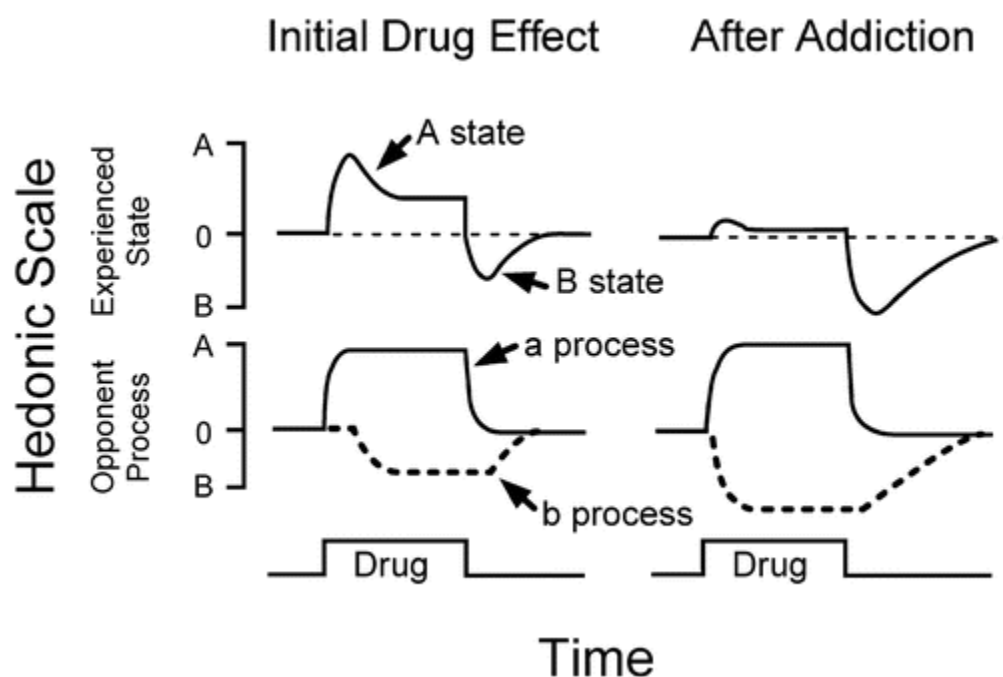 Initial Drug Effect
After Addiction
Hedonic Scale
Experienced
State
A
0
B
A state
B state
Opponent
Process
A
0
B
a process
b process
Drug
Drug
Time